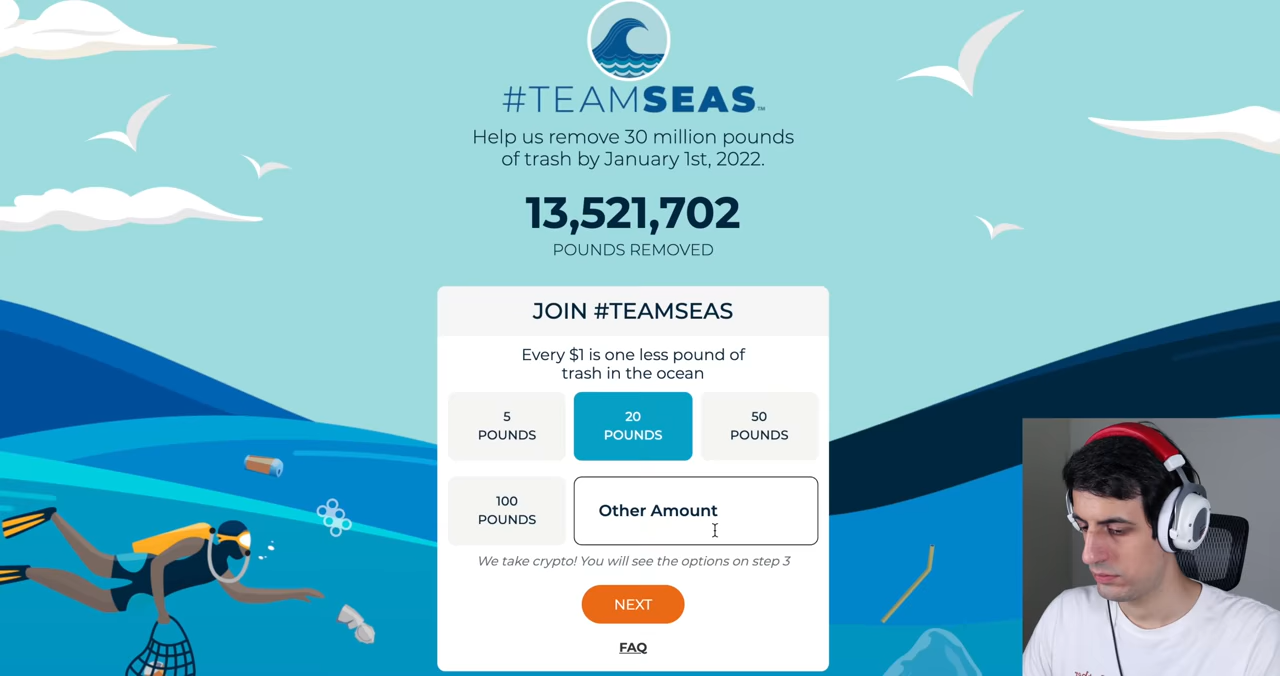 #TEAMSEAS™
Help us remove 30 million pounds
of trash by January 1st, 2022.
13,521,702
POUNDS REMOVED
JOIN #TEAMSEAS
Every $1 is one less pound of
trash in the ocean
5
POUNDS
20
POUNDS
50
POUNDS
100
POUNDS
Other Amount
We take crypto! You will see the options on step 3
NEXT
FAQ